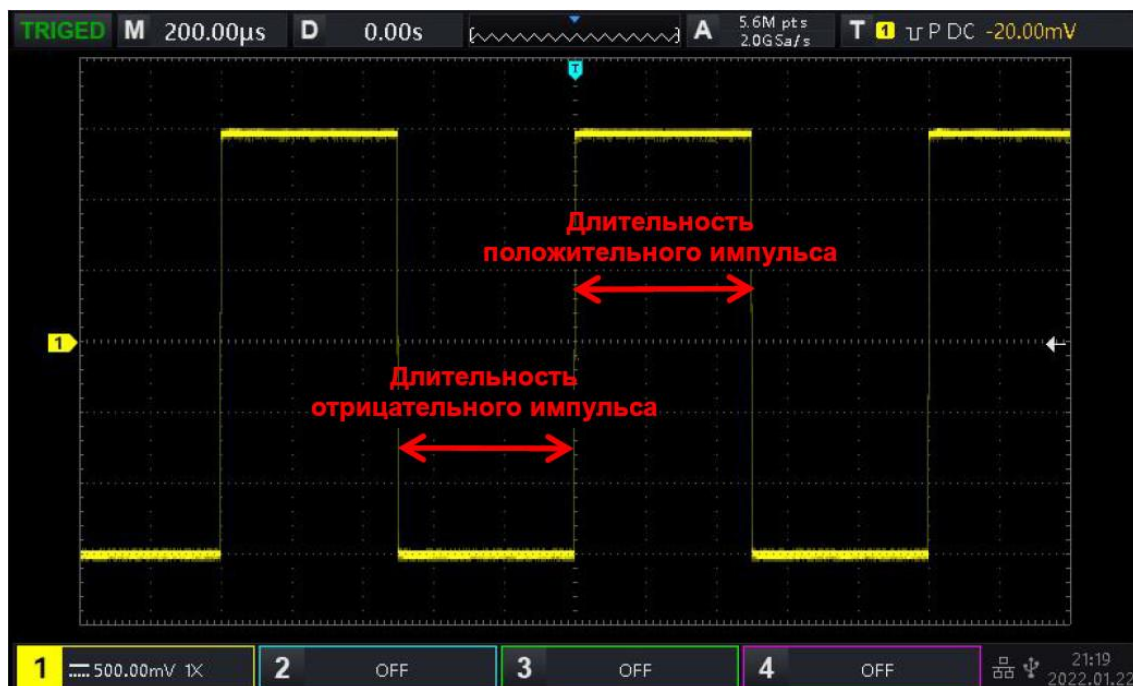 TRIGED M 200.00μs D 0.00s A 5.6M pts 2.0GSa/s T 1 P DC -20.00mV
T
Длительность
положительного импульса
1
Длительность
отрицательного импульса
1 500.00mV 1X 2 OFF 3 OFF 4 OFF 21:19
2022.01.22